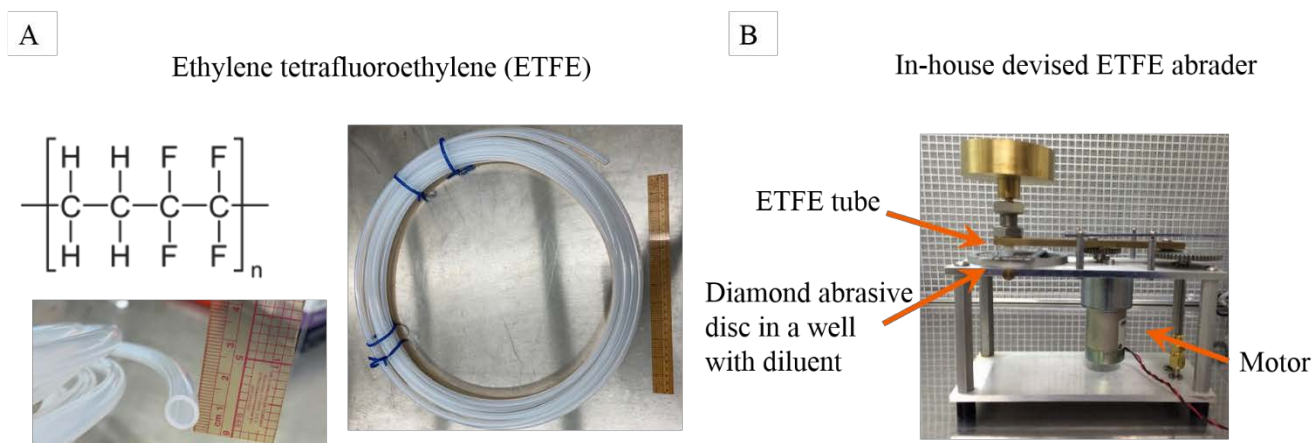 A
Ethylene tetrafluoroethylene (ETFE)
H H F F
C C C C
H H F F
n
B
In-house devised ETFE abrader
ETFE tube
Diamond abrasive
disc in a well
with diluent
Motor